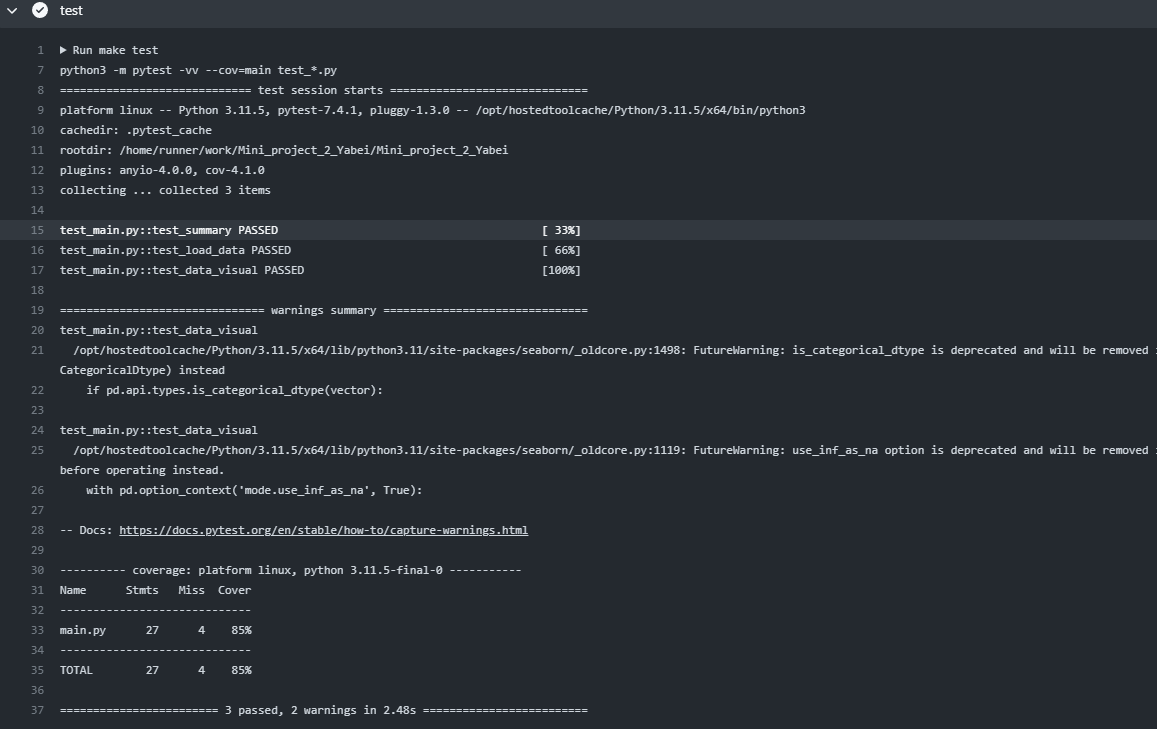 test
1 ▶ Run make test
7 python3 -m pytest -vv --cov=main test_*.py
8 ============================= test session starts ==============================
9 platform linux -- Python 3.11.5, pytest-7.4.1, pluggy-1.3.0 -- /opt/hostedtoolcache/Python/3.11.5/x64/bin/python3
10 cachedir: .pytest_cache
11 rootdir: /home/runner/work/Mini_project_2_Yabei/Mini_project_2_Yabei
12 plugins: anyio-4.0.0, cov-4.1.0
13 collecting ... collected 3 items
14
15 test_main.py::test_summary PASSED                                        [ 33%]
16 test_main.py::test_load_data PASSED                                      [ 66%]
17 test_main.py::test_data_visual PASSED                                    [100%]
18
19 =============================== warnings summary ===============================
20 test_main.py::test_data_visual
21   /opt/hostedtoolcache/Python/3.11.5/x64/lib/python3.11/site-packages/seaborn/_oldcore.py:1498: FutureWarning: is_categorical_dtype is deprecated and will be removed
CategoricalDtype) instead
22     if pd.api.types.is_categorical_dtype(vector):
23
24 test_main.py::test_data_visual
25   /opt/hostedtoolcache/Python/3.11.5/x64/lib/python3.11/site-packages/seaborn/_oldcore.py:1119: FutureWarning: use_inf_as_na option is deprecated and will be removed
before operating instead.
26     with pd.option_context('mode.use_inf_as_na', True):
27
28 -- Docs: https://docs.pytest.org/en/stable/how-to/capture-warnings.html
29
30 ---------- coverage: platform linux, python 3.11.5-final-0 -----------
31 Name      Stmts   Miss  Cover
32 -----------------------------
33 main.py      27      4    85%
34 -----------------------------
35 TOTAL        27      4    85%
36
37 ======================== 3 passed, 2 warnings in 2.48s =========================